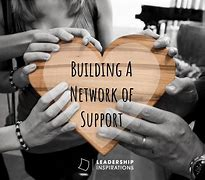 Building A
Network of
Support
LEADERSHIP
INSPIRATIONS